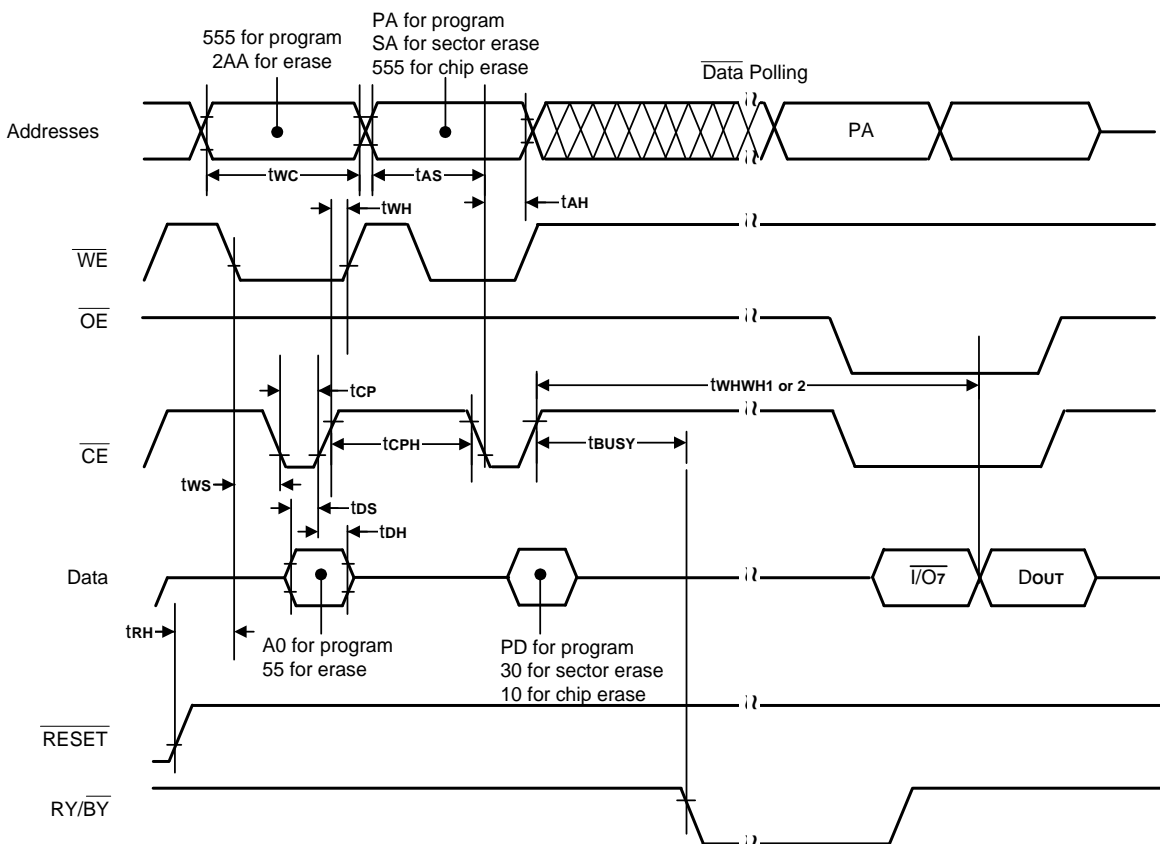 555 for program
2AA for erase
PA for program
SA for sector erase
555 for chip erase
Data Polling
Addresses
PA
tWC
tAS
tAH
tWH
WE
OE
tCP
tWHWH1 or 2
CE
tCPH
tBUSY
tWS
tDS
tDH
Data
I/O7
DOUT
tRH
A0 for program
55 for erase
PD for program
30 for sector erase
10 for chip erase
RESET
RY/BY